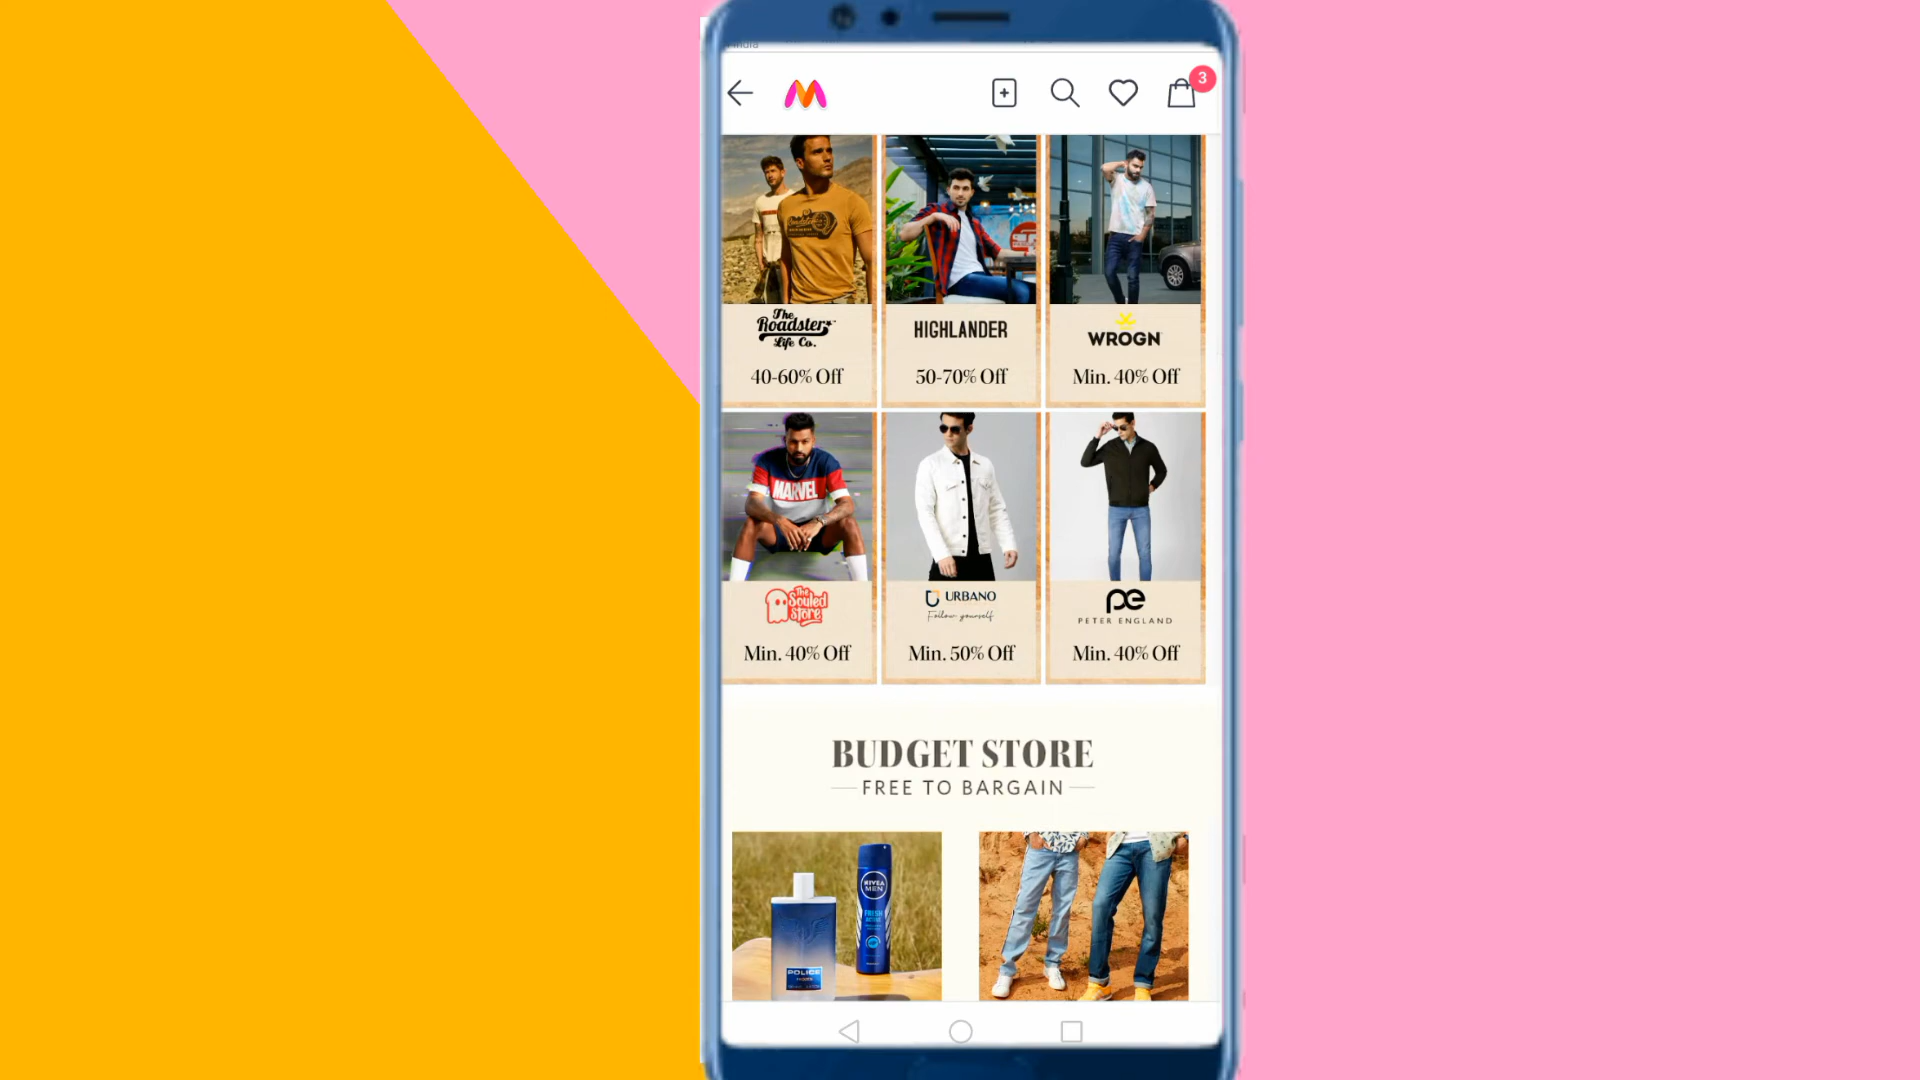 3
The
Roadster
Life Co.
HIGHLANDER
WROGN
40-60% Off
50-70% Off
Min. 40% Off
MARVEL
The
Souled
Store
URBANO
Follow yourself
pe
PETER ENGLAND
Min. 40% Off
Min. 50% Off
Min. 40% Off
BUDGET STORE
FREE TO BARGAIN
NIVEA
MEN
FRESH
ACTIVE
POLICE